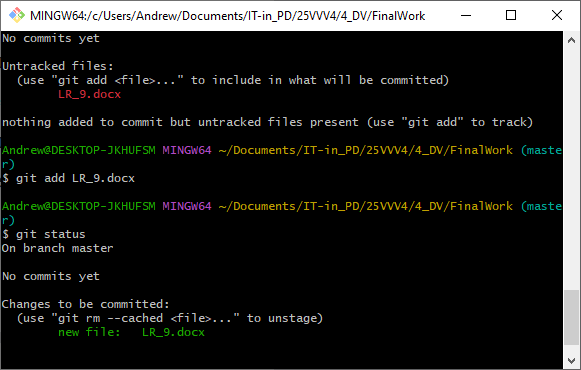 MINGW64:/c/Users/Andrew/Documents/IT-in_PD/25VVV4/4_DV/FinalWork
No commits yet
Untracked files:
  (use "git add <file>..." to include in what will be committed)
        LR_9.docx
nothing added to commit but untracked files present (use "git add" to track)
Andrew@DESKTOP-JKHUFSM MINGW64 ~/Documents/IT-in_PD/25VVV4/4_DV/FinalWork (maste
r)
$ git add LR_9.docx
Andrew@DESKTOP-JKHUFSM MINGW64 ~/Documents/IT-in_PD/25VVV4/4_DV/FinalWork (maste
r)
$ git status
On branch master
No commits yet
Changes to be committed:
  (use "git rm --cached <file>..." to unstage)
        new file:   LR_9.docx